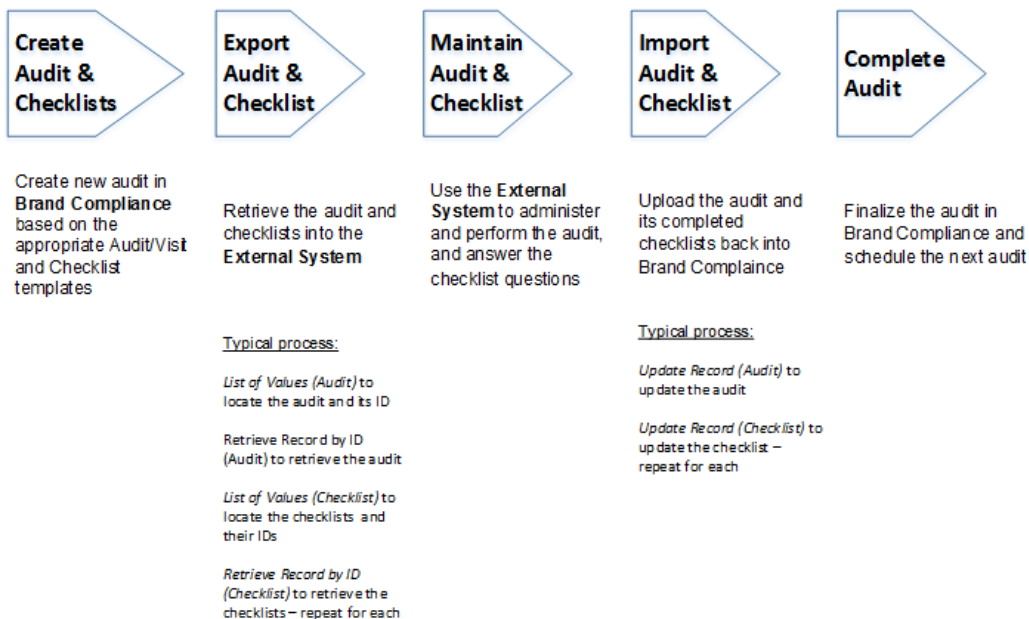 Create
Audit &
Checklists
Export
Audit &
Checklist
Maintain
Audit &
Checklist
Import
Audit &
Checklist
Complete
Audit
Create new audit in
Brand Compliance
based on the
appropriate Audit/Visit
and Checklist
templates
Retrieve the audit and
checklists into the
External System
Use the External
System to administer
and perform the audit,
and answer the
checklist questions
Upload the audit and
its completed
checklists back into
Brand Complaince
Finalize the audit in
Brand Compliance and
schedule the next audit
Typical process:
List of Values (Audit) to
locate the audit and its ID
Retrieve Record by ID
(Audit) to retrieve the audit
List of Values (Checklist) to
locate the checklists and
their IDs
Retrieve Record by ID
(Checklist) to retrieve the
checklists – repeat for each
Typical process:
Update Record (Audit) to
update the audit
Update Record (Checklist) to
update the checklist –
repeat for each